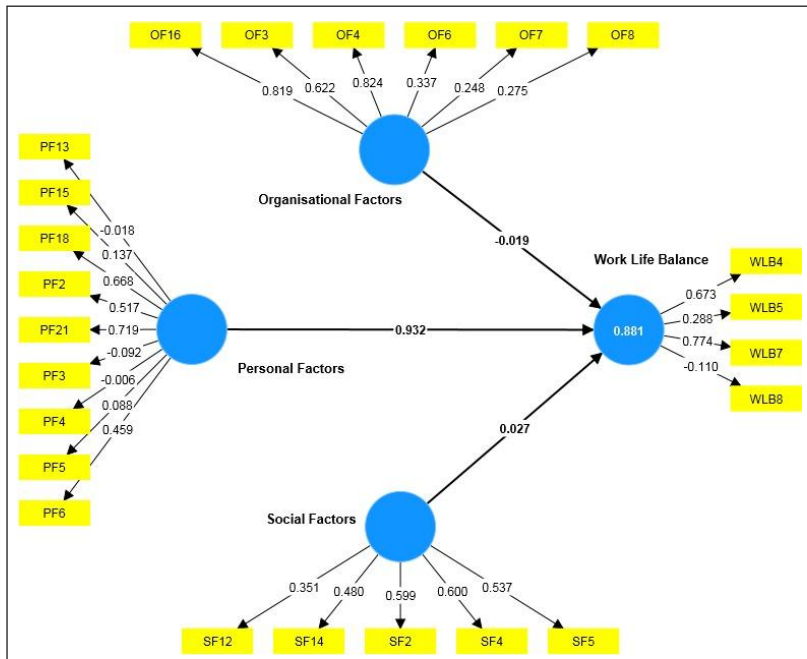 OF16 OF3 OF4 OF6 OF7 OF8
0.819 0.622 0.824 0.337 0.248 0.275
Organisational Factors
PF13
PF15
PF18
PF2
PF21
PF3
PF4
PF5
PF6
-0.018
0.137
0.668
0.517
0.719
-0.092
-0.006
0.088
0.459
Personal Factors
-0.019
0.932
0.027
Work Life Balance
0.881
0.673
0.288
0.774
-0.110
WLB4
WLB5
WLB7
WLB8
Social Factors
0.351 0.480 0.599 0.600 0.537
SF12 SF14 SF2 SF4 SF5